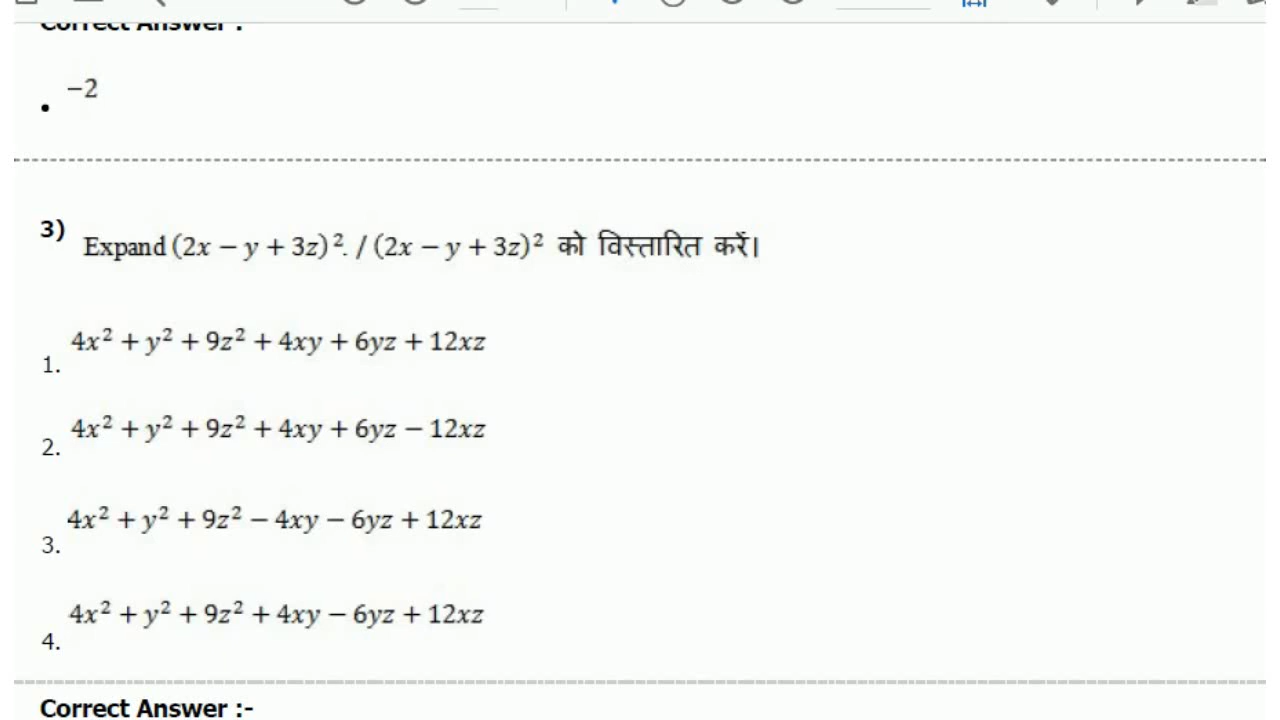 Correct Answer :
• −2
3) Expand (2x − y + 3z)². / (2x − y + 3z)² को विस्तारित करें।
1. 4x² + y² + 9z² + 4xy + 6yz + 12xz
2. 4x² + y² + 9z² + 4xy + 6yz − 12xz
3. 4x² + y² + 9z² − 4xy − 6yz + 12xz
4. 4x² + y² + 9z² + 4xy − 6yz + 12xz
Correct Answer :-